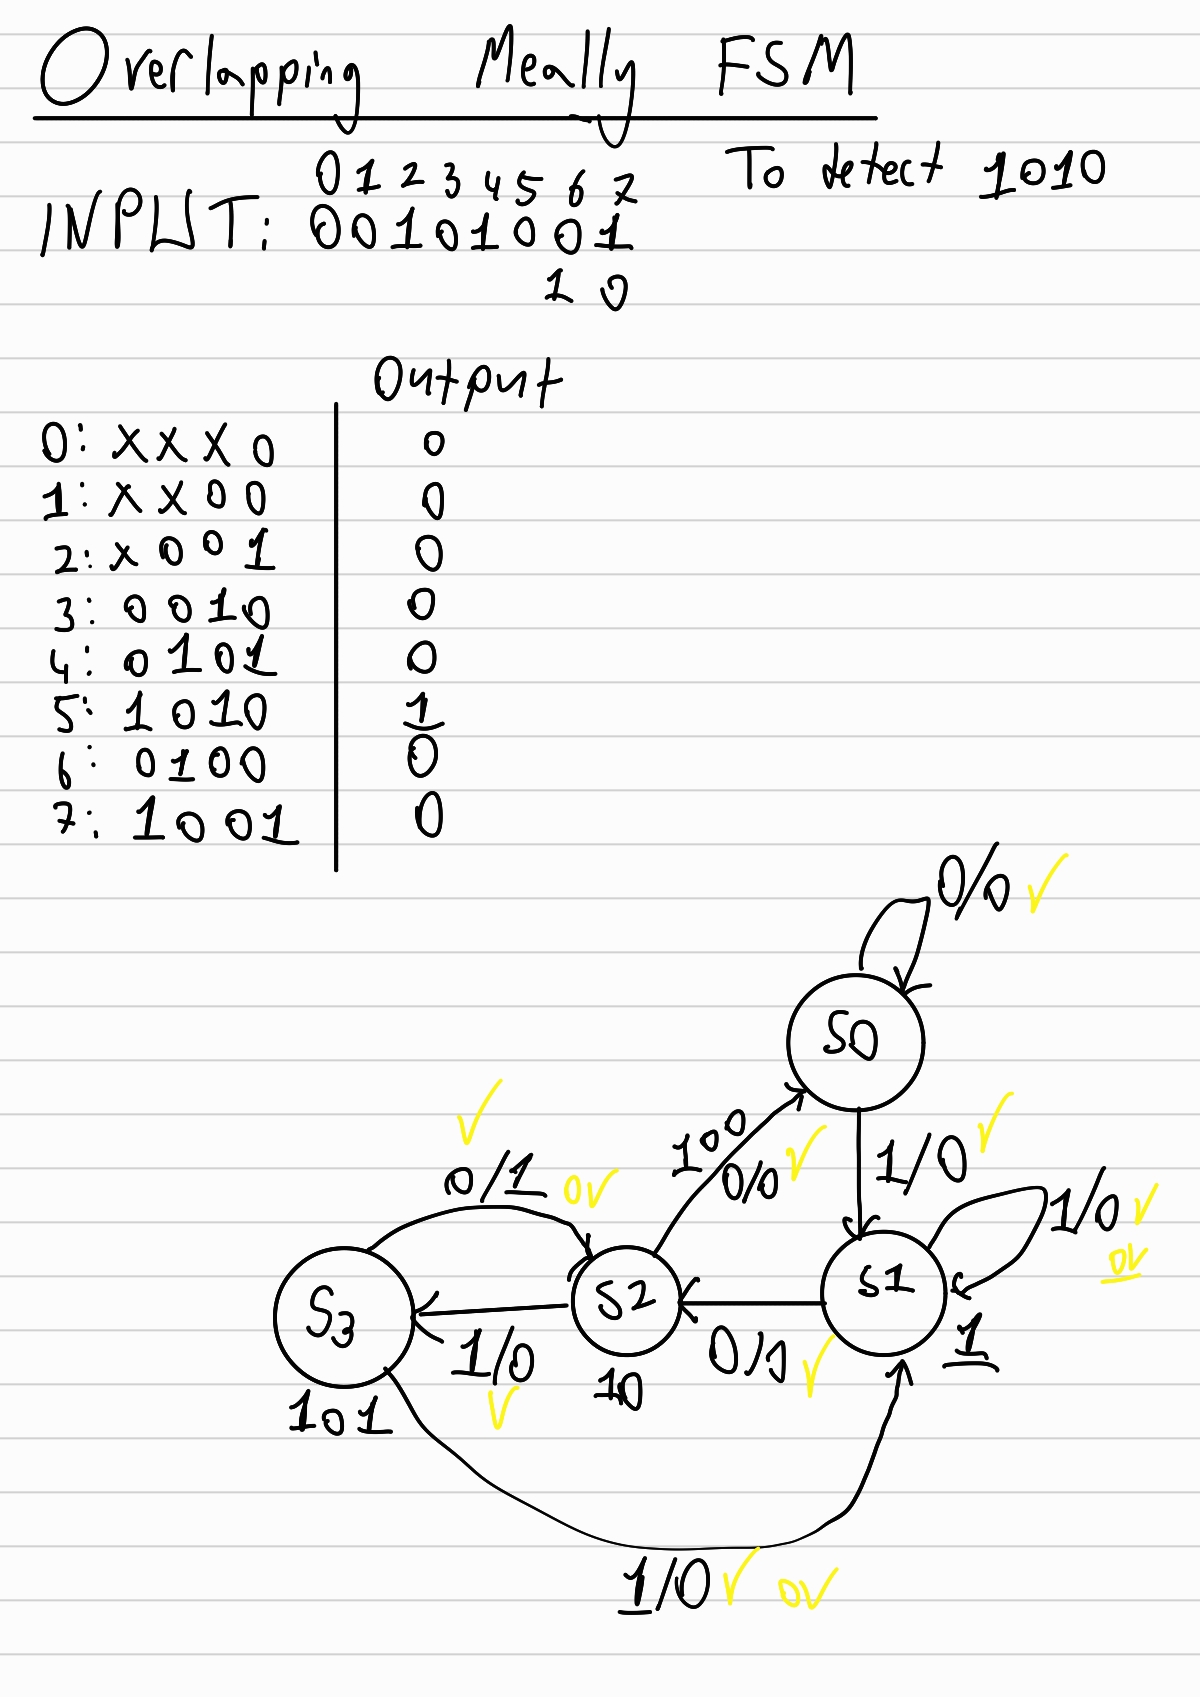 Overlapping Meally FSM
To detect 1010
0 1 2 3 4 5 6 7
INPUT: 0 0 1 0 1 0 0 1
1 0
Output
0: X X X 0 0
1: X X 0 0 0
2: X 0 0 1 0
3: 0 0 1 0 0
4: 0 1 0 1 0
5: 1 0 1 0 1
6: 0 1 0 0 0
7: 1 0 0 1 0
0/0 ✓
S0
✓
100
0/0 ✓
1/0 ✓
0/1 ov
1/0 ✓
ov
S3
S2
S1
1/0 ✓
0/0 ✓
1
101
10
1/0 ✓ ov